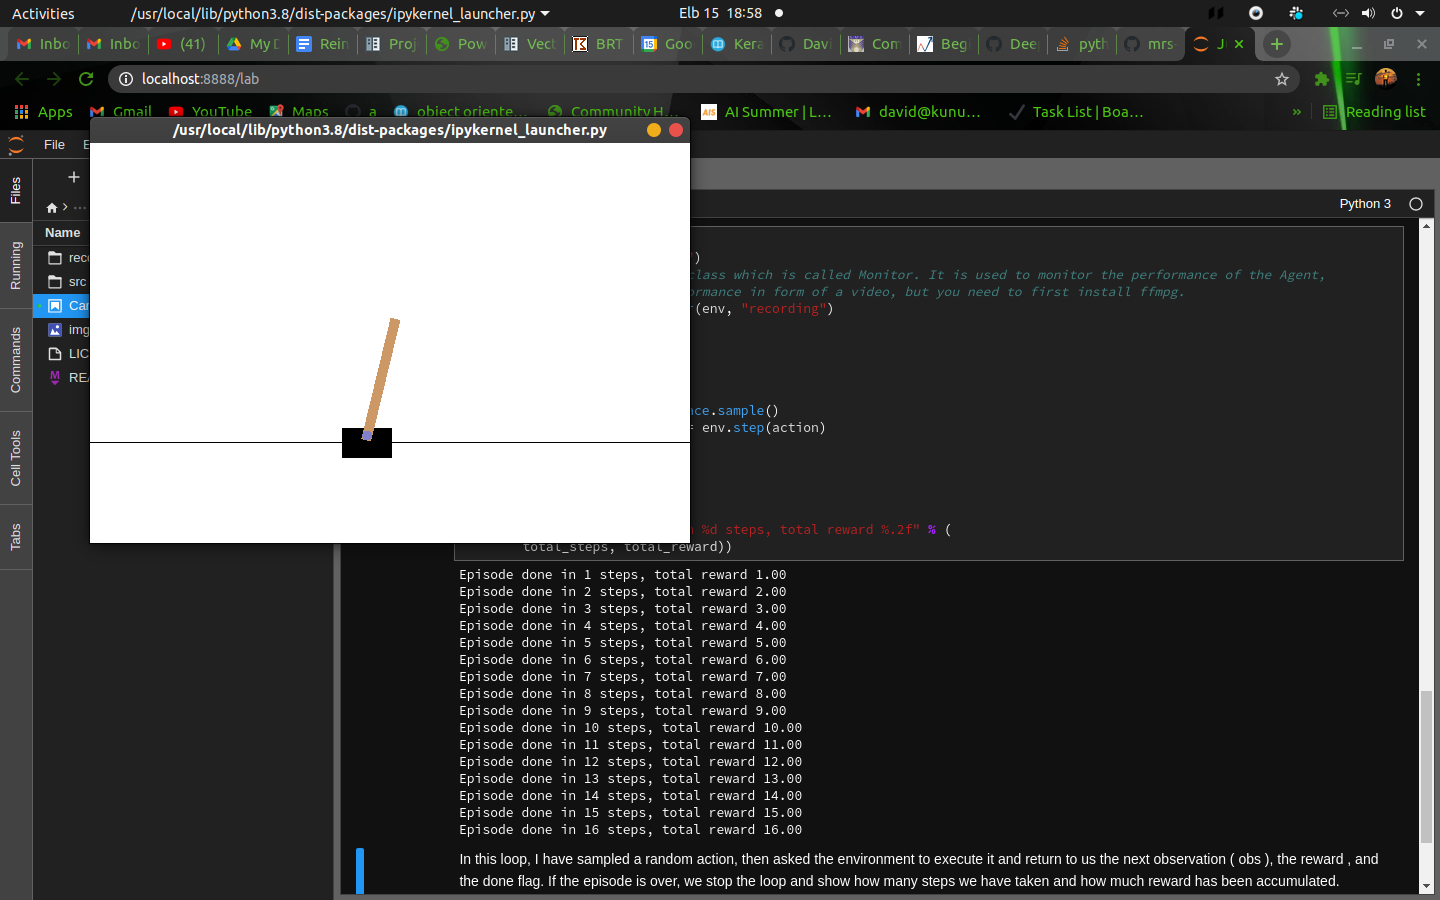 Activities
/usr/local/lib/python3.8/dist-packages/ipykernel_launcher.py
Elb 15 18:58
Inbo
Inbo
(41)
My D
Rein
Proj
Pow
Vect
BRT
Goo
Kera
Davi
Com
Begi
Dee
pyth
mrs-
J
localhost:8888/lab
Apps
Gmail
YouTube
Maps
a
object oriente…
Community H…
AI Summer | L…
david@kunu…
Task List | Boa…
»
Reading list
/usr/local/lib/python3.8/dist-packages/ipykernel_launcher.py
File
Files
Running
Commands
Cell Tools
Tabs
Name
rec
src
Car
img
LIC
REA
Python 3
)
class which is called Monitor. It is used to monitor the performance of the Agent,
ormance in form of a video, but you need to first install ffmpg.
(env, "recording")
ace.sample()
= env.step(action)
%d steps, total reward %.2f" % (
total_steps, total_reward))
Episode done in 1 steps, total reward 1.00
Episode done in 2 steps, total reward 2.00
Episode done in 3 steps, total reward 3.00
Episode done in 4 steps, total reward 4.00
Episode done in 5 steps, total reward 5.00
Episode done in 6 steps, total reward 6.00
Episode done in 7 steps, total reward 7.00
Episode done in 8 steps, total reward 8.00
Episode done in 9 steps, total reward 9.00
Episode done in 10 steps, total reward 10.00
Episode done in 11 steps, total reward 11.00
Episode done in 12 steps, total reward 12.00
Episode done in 13 steps, total reward 13.00
Episode done in 14 steps, total reward 14.00
Episode done in 15 steps, total reward 15.00
Episode done in 16 steps, total reward 16.00
In this loop, I have sampled a random action, then asked the environment to execute it and return to us the next observation ( obs ), the reward , and
the done flag. If the episode is over, we stop the loop and show how many steps we have taken and how much reward has been accumulated.